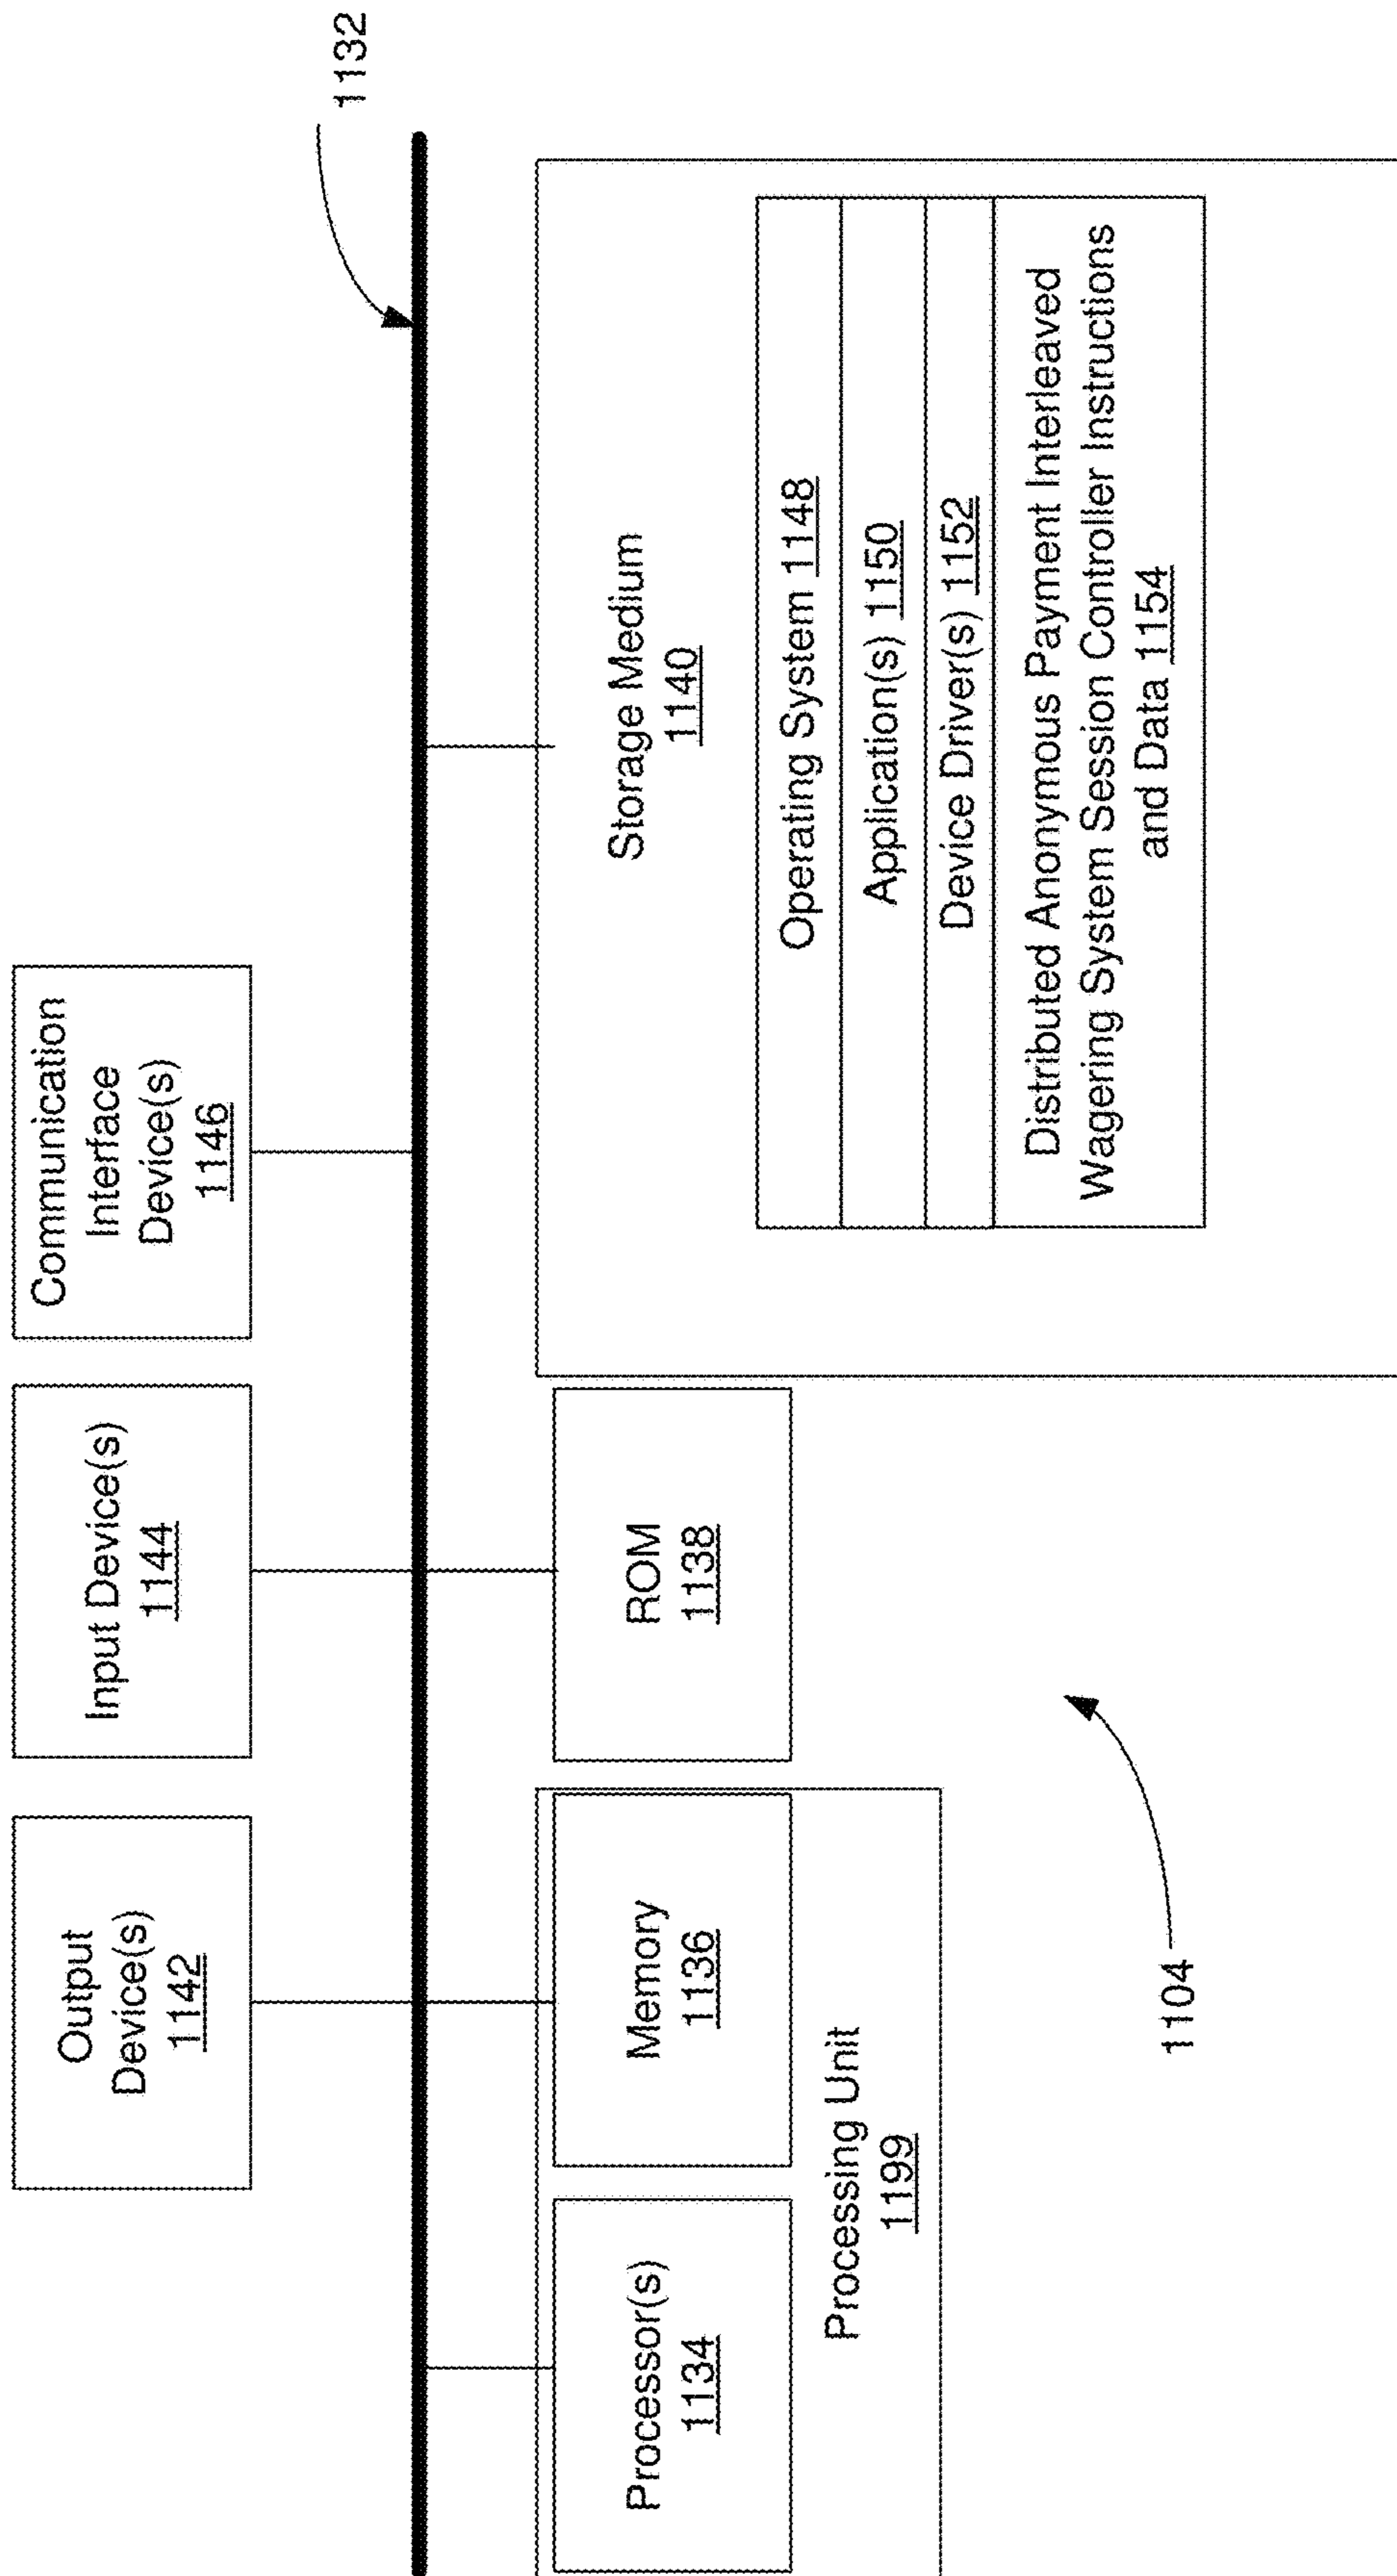 1132
Output
Device(s)
1142
Input Device(s)
1144
Communication
Interface
Device(s)
1146
Processor(s)
1134
Memory
1136
Processing Unit
1199
ROM
1138
Storage Medium
1140
Operating System 1148
Application(s) 1150
Device Driver(s) 1152
Distributed Anonymous Payment Interleaved
Wagering System Session Controller Instructions
and Data 1154
1104